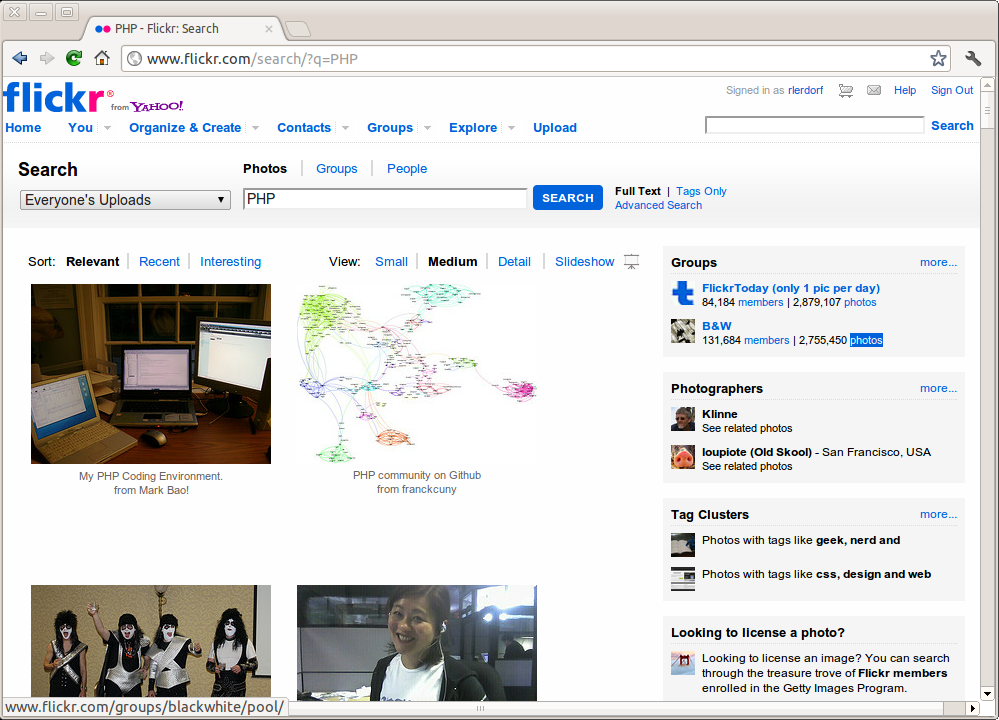 PHP - Flickr: Search
www.flickr.com/search/?q=PHP
flickr® from YAHOO!
Signed in as rlerdorf Help Sign Out
Home You Organize & Create Contacts Groups Explore Upload Search
Search
Photos Groups People
Everyone's Uploads
PHP
SEARCH
Full Text | Tags Only
Advanced Search
Sort: Relevant Recent Interesting
View: Small Medium Detail Slideshow
My PHP Coding Environment.
from Mark Bao!
PHP community on Github
from franckcuny
Groups more...
FlickrToday (only 1 pic per day)
84,184 members | 2,879,107 photos
B&W
131,684 members | 2,755,450 photos
Photographers more...
Klinne
See related photos
loupiote (Old Skool) - San Francisco, USA
See related photos
Tag Clusters more...
Photos with tags like geek, nerd and
Photos with tags like css, design and web
Looking to license a photo?
Looking to license an image? You can search
through the treasure trove of Flickr members
enrolled in the Getty Images Program.
www.flickr.com/groups/blackwhite/pool/